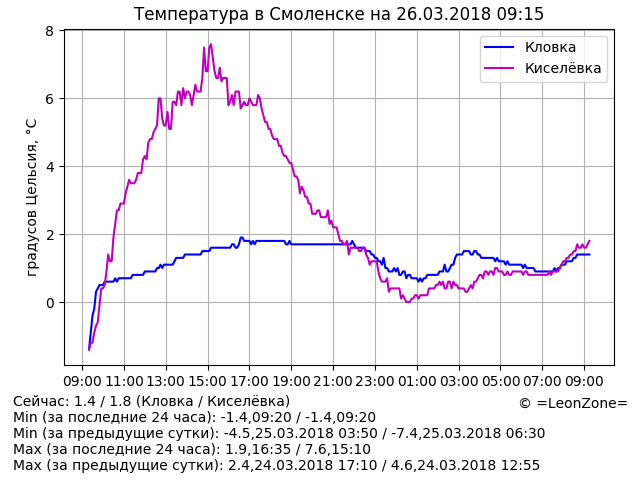 Температура в Смоленске на 26.03.2018 09:15
градусов Цельсия, °C
8
6
4
2
0
Кловка
Киселёвка
09:00 11:00 13:00 15:00 17:00 19:00 21:00 23:00 01:00 03:00 05:00 07:00 09:00
Сейчас: 1.4 / 1.8 (Кловка / Киселёвка)
© =LeonZone=
Min (за последние 24 часа): -1.4,09:20 / -1.4,09:20
Min (за предыдущие сутки): -4.5,25.03.2018 03:50 / -7.4,25.03.2018 06:30
Max (за последние 24 часа): 1.9,16:35 / 7.6,15:10
Max (за предыдущие сутки): 2.4,24.03.2018 17:10 / 4.6,24.03.2018 12:55